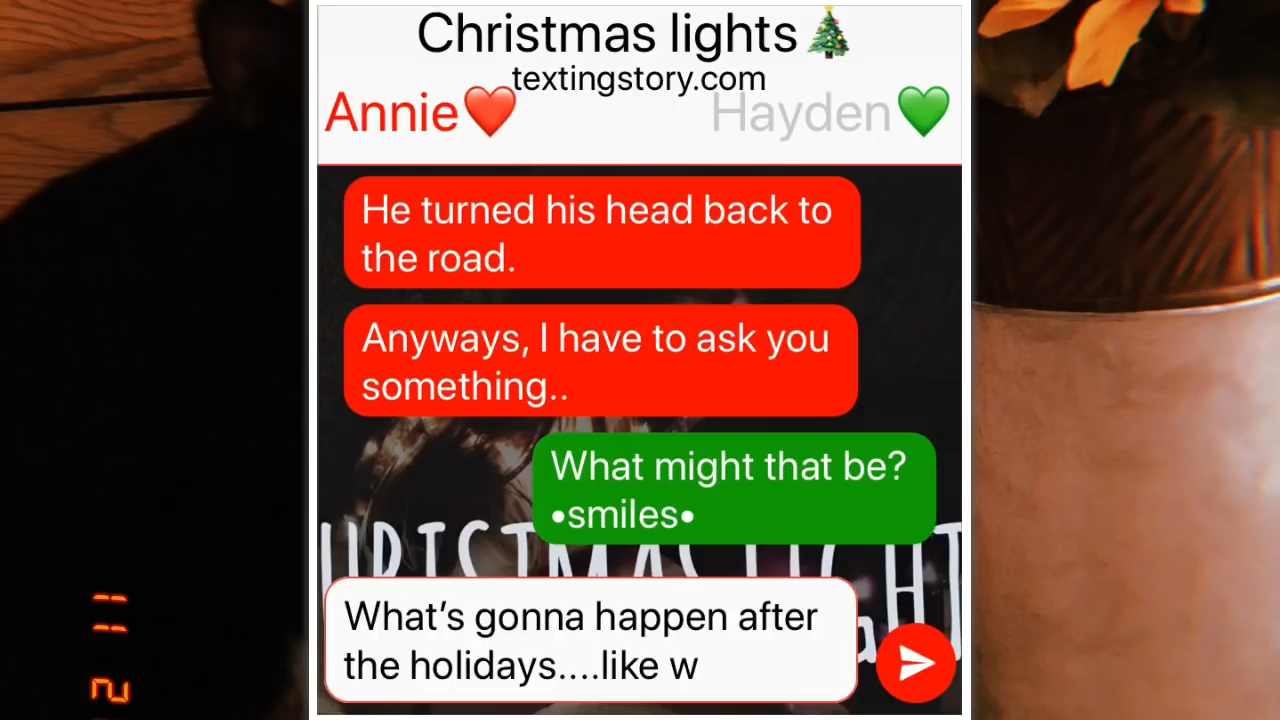 Christmas lights🎄
textingstory.com
Annie❤️ Hayden💚
He turned his head back to
the road.
Anyways, I have to ask you
something..
What might that be?
•smiles•
What's gonna happen after
the holidays....like w